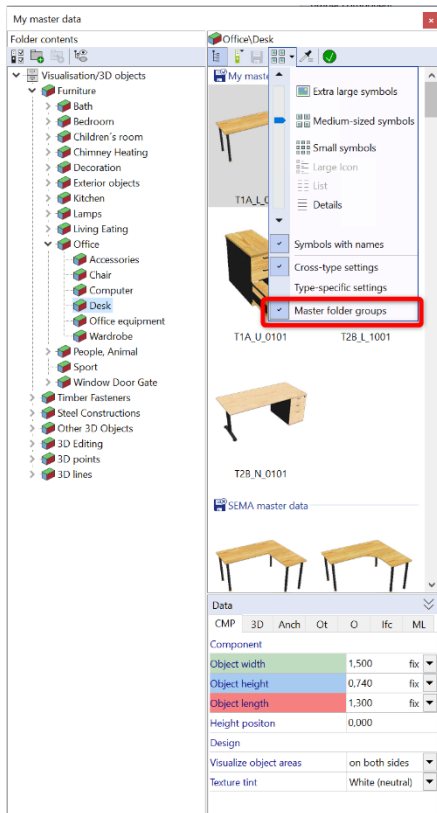 My master data
Folder contents
Visualisation/3D objects
Furniture
Bath
Bedroom
Children´s room
Chimney Heating
Decoration
Exterior objects
Kitchen
Lamps
Living Eating
Office
Accessories
Chair
Computer
Desk
Office equipment
Wardrobe
People, Animal
Sport
Window Door Gate
Timber Fasteners
Steel Constructions
Other 3D Objects
3D Editing
3D points
3D lines
Office\Desk
My maste
Extra large symbols
Medium-sized symbols
Small symbols
Large Icon
List
Details
Symbols with names
Cross-type settings
Type-specific settings
Master folder groups
T1A_L_0
T1A_U_0101 T2B_L_1001
T2B_N_0101
SEMA master data
Data
CMP 3D Anch Ot O Ifc ML
Component
Object width 1,500 fix
Object height 0,740 fix
Object length 1,300 fix
Height positon 0,000
Design
Visualize object areas on both sides
Texture tint White (neutral)